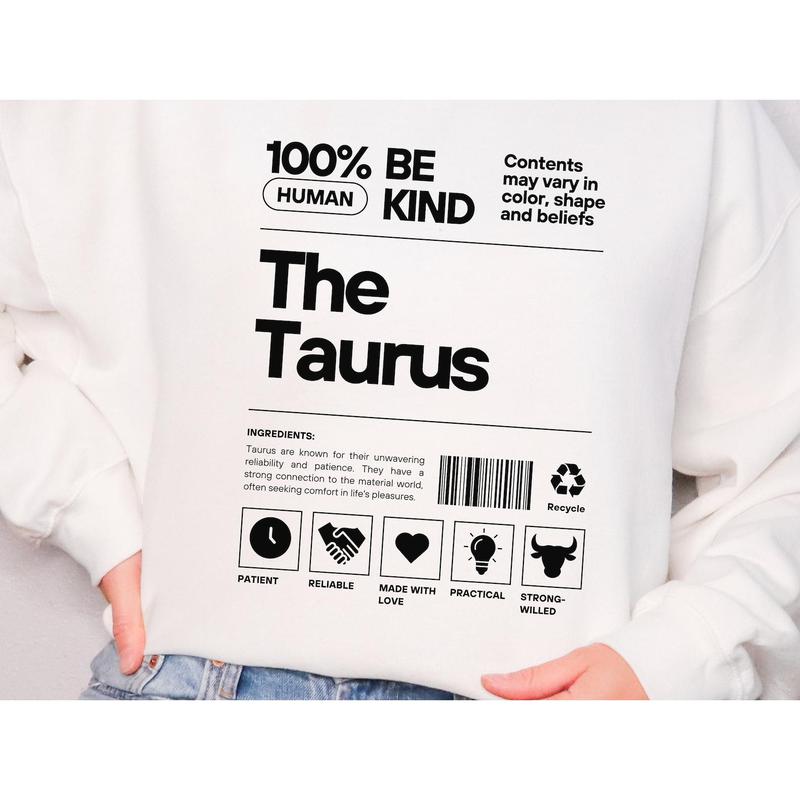 100% BE
HUMAN KIND
Contents
may vary in
color, shape
and beliefs
The
Taurus
INGREDIENTS:
Taurus are known for their unwavering
reliability and patience. They have a
strong connection to the material world,
often seeking comfort in life's pleasures.
Recycle
PATIENT
RELIABLE
MADE WITH
LOVE
PRACTICAL
STRONG-
WILLED